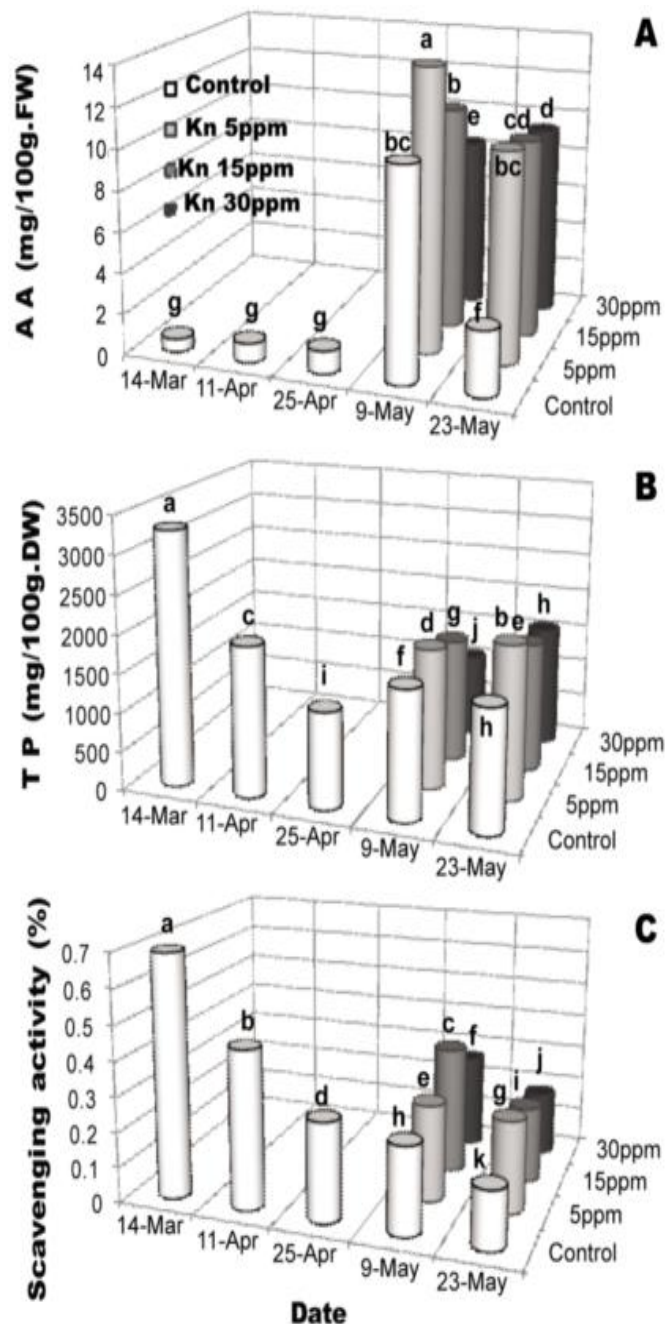 A
a
14
Control
b
12
Kn 5ppm
e
cd
d
10
Kn 15ppm
bc
bc
8
Kn 30ppm
6
4
f
2
g
g
g
0
A A (mg/100g.FW)
30ppm
15ppm
5ppm
Control
14-Mar
11-Apr
25-Apr
9-May
23-May
B
3500
a
3000
2500
2000
1500
1000
500
0
c
i
f
d
g
j
b
e
h
h
T P (mg/100g.DW)
30ppm
15ppm
5ppm
Control
14-Mar
11-Apr
25-Apr
9-May
23-May
C
0.7
a
0.6
0.5
0.4
0.3
0.2
0.1
0
b
d
h
e
c
f
k
g
i
j
Scavenging activity (%)
30ppm
15ppm
5ppm
Control
14-Mar
11-Apr
25-Apr
9-May
23-May
Date